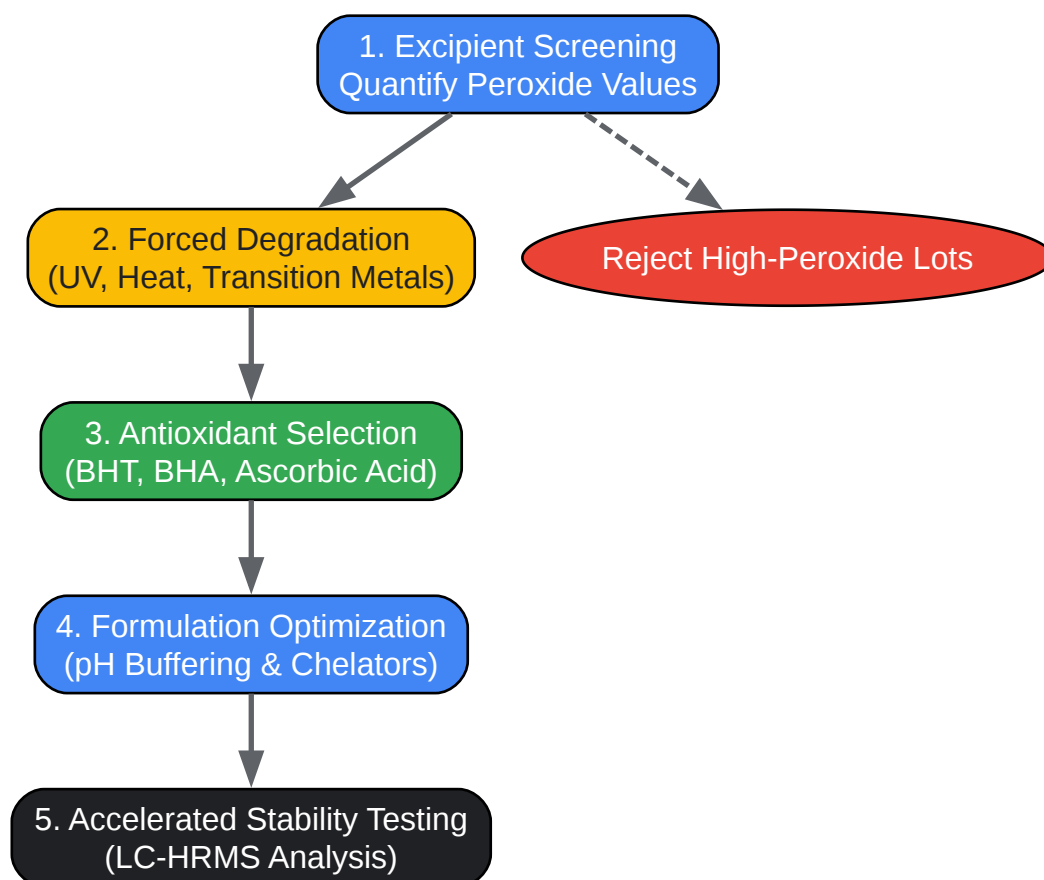 1. Excipient Screening
Quantify Peroxide Values
2. Forced Degradation
(UV, Heat, Transition Metals)
Reject High-Peroxide Lots
3. Antioxidant Selection
(BHT, BHA, Ascorbic Acid)
4. Formulation Optimization
(pH Buffering & Chelators)
5. Accelerated Stability Testing
(LC-HRMS Analysis)